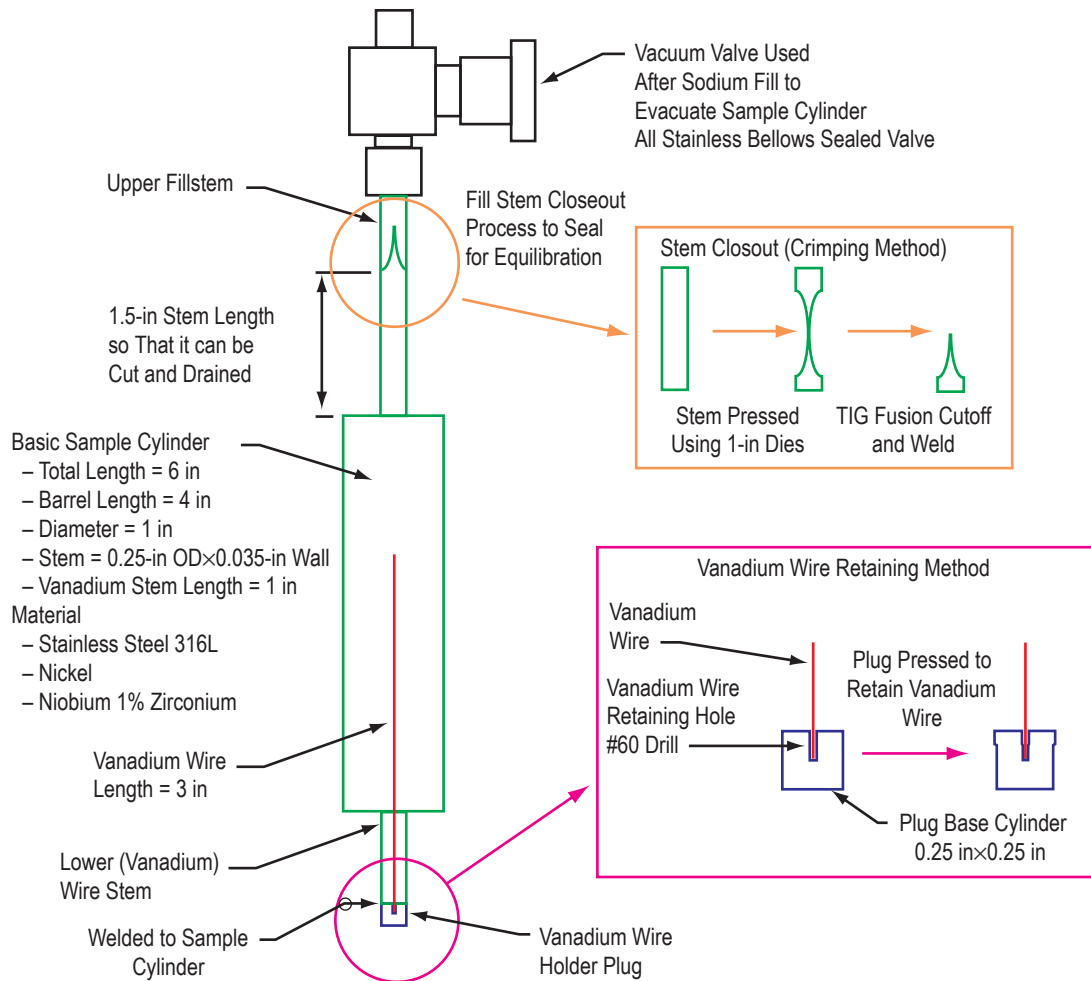 Vacuum Valve Used
After Sodium Fill to
Evacuate Sample Cylinder
All Stainless Bellows Sealed Valve
Upper Fillstem
Fill Stem Closeout
Process to Seal
for Equilibration
1.5-in Stem Length
so That it can be
Cut and Drained
Stem Closout (Crimping Method)
Stem Pressed
Using 1-in Dies
TIG Fusion Cutoff
and Weld
Basic Sample Cylinder
– Total Length = 6 in
– Barrel Length = 4 in
– Diameter = 1 in
– Stem = 0.25-in OD×0.035-in Wall
– Vanadium Stem Length = 1 in
Material
– Stainless Steel 316L
– Nickel
– Niobium 1% Zirconium
Vanadium Wire
Length = 3 in
Lower (Vanadium)
Wire Stem
Welded to Sample
Cylinder
Vanadium Wire
Holder Plug
Vanadium Wire Retaining Method
Vanadium
Wire
Vanadium Wire
Retaining Hole
#60 Drill
Plug Pressed to
Retain Vanadium
Wire
Plug Base Cylinder
0.25 in×0.25 in